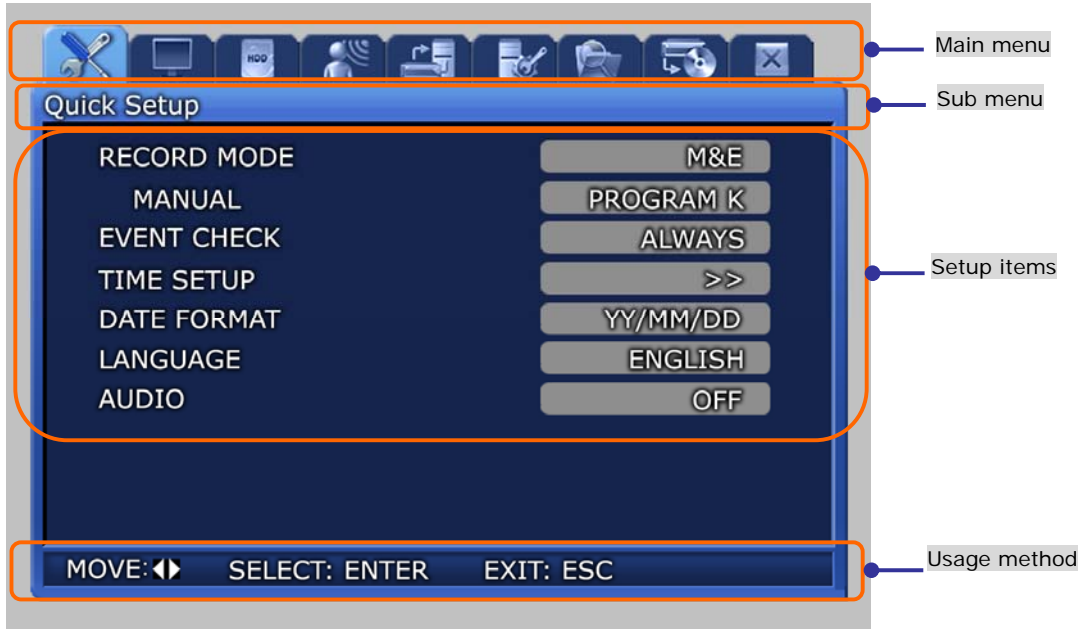 HDD
Main menu
Quick Setup
Sub menu
RECORD MODE M&E
MANUAL PROGRAM K
EVENT CHECK ALWAYS
TIME SETUP >>
Setup items
DATE FORMAT YY/MM/DD
LANGUAGE ENGLISH
AUDIO OFF
MOVE: SELECT: ENTER EXIT: ESC
Usage method